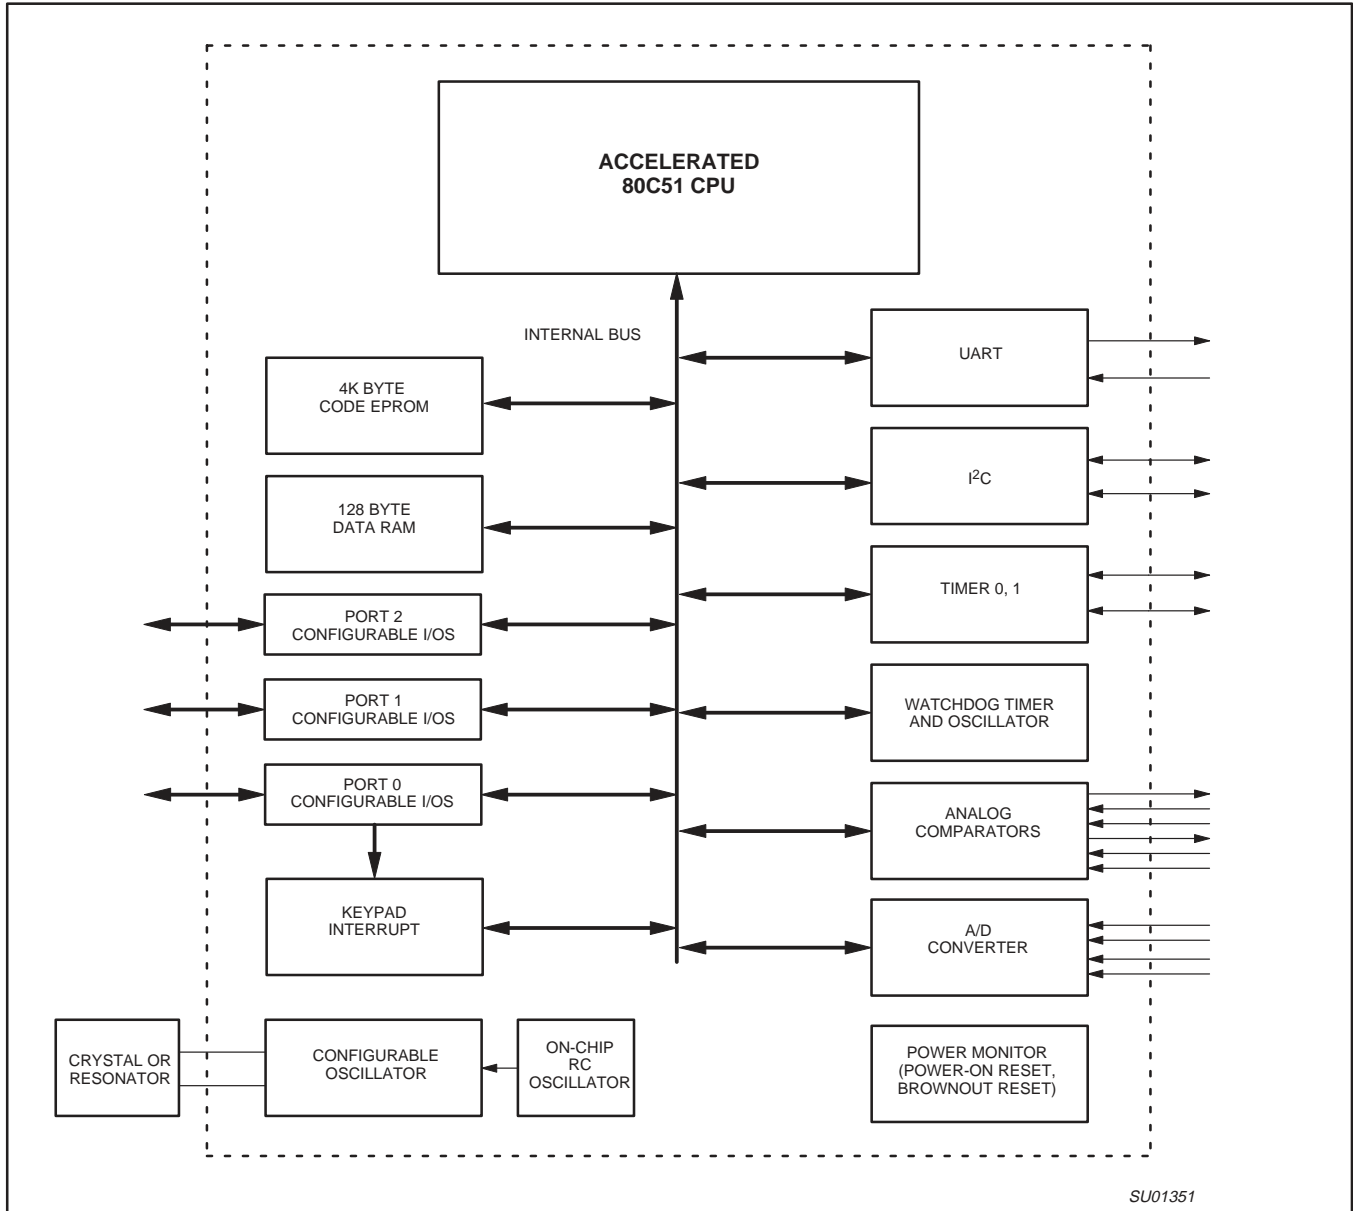 ACCELERATED
80C51 CPU
INTERNAL BUS
4K BYTE
CODE EPROM
128 BYTE
DATA RAM
PORT 2
CONFIGURABLE I/OS
PORT 1
CONFIGURABLE I/OS
PORT 0
CONFIGURABLE I/OS
KEYPAD
INTERRUPT
CRYSTAL OR
RESONATOR
CONFIGURABLE
OSCILLATOR
ON-CHIP
RC
OSCILLATOR
UART
I²C
TIMER 0, 1
WATCHDOG TIMER
AND OSCILLATOR
ANALOG
COMPARATORS
A/D
CONVERTER
POWER MONITOR
(POWER-ON RESET,
BROWNOUT RESET)
SU01351